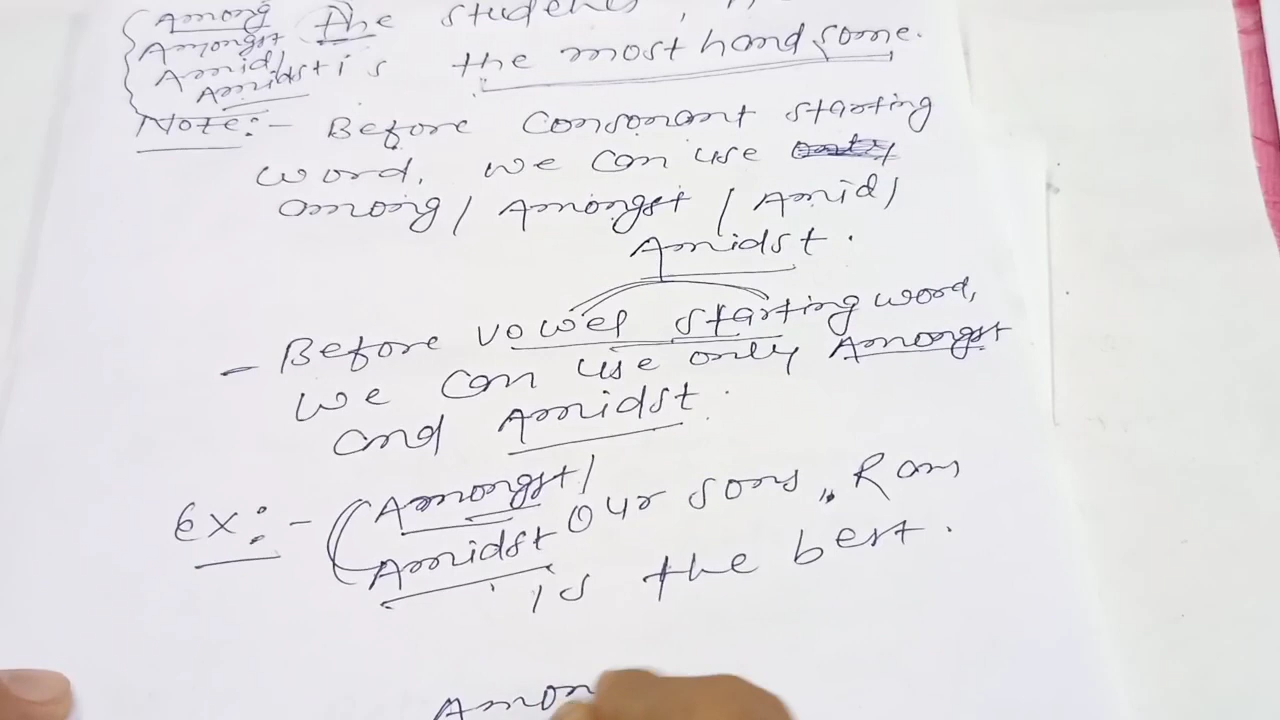 Among the students,
Amongst
Amid/
Amidst is the most handsome.
Note:- Before consonant starting
word, we can use
among/ Amongst / Amid/
Amidst.
- Before vowel starting word,
we can use only Amongst
and Amidst.
Ex:- (Amongst/
Amidst our sons, Ram
is the best.
Amon